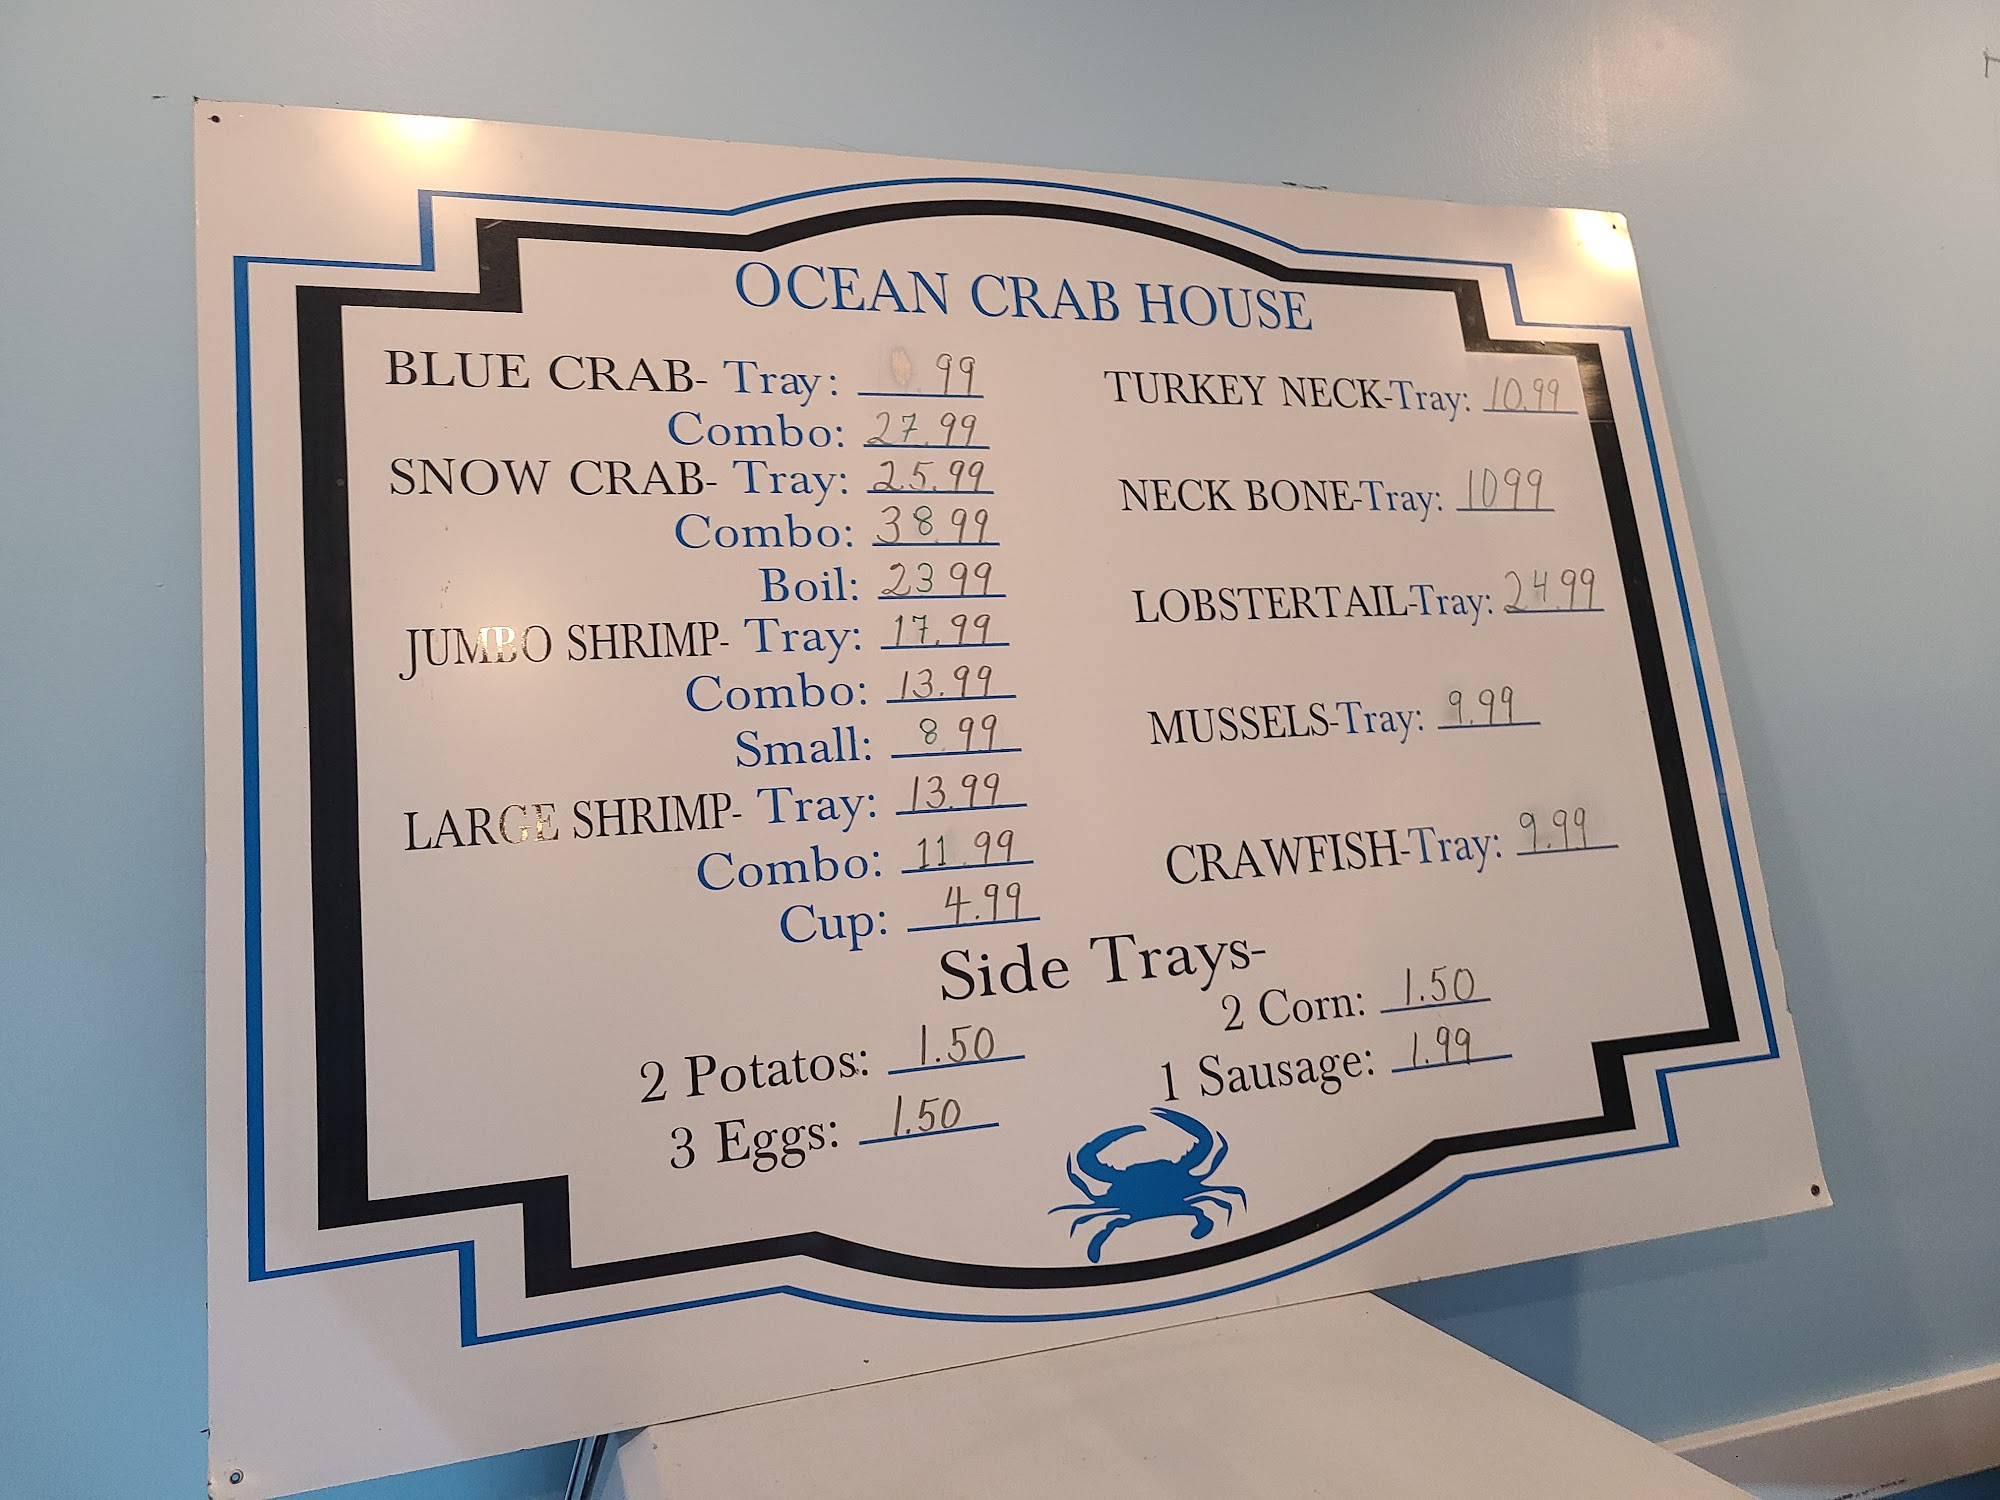 OCEAN CRAB HOUSE
BLUE CRAB- Tray: .99
Combo: 27.99
SNOW CRAB- Tray: 25.99
Combo: 38.99
Boil: 23 99
JUMBO SHRIMP- Tray: 17.99
Combo: 13.99
Small: 8 99
LARGE SHRIMP- Tray: 13.99
Combo: 11.99
Cup: 4.99
TURKEY NECK-Tray: 10.99
NECK BONE-Tray: 1099
LOBSTERTAIL-Tray: 24.99
MUSSELS-Tray: 9.99
CRAWFISH-Tray: 9.99
Side Trays-
2 Potatos: 1.50
3 Eggs: 1.50
2 Corn: 1.50
1 Sausage: 1.99